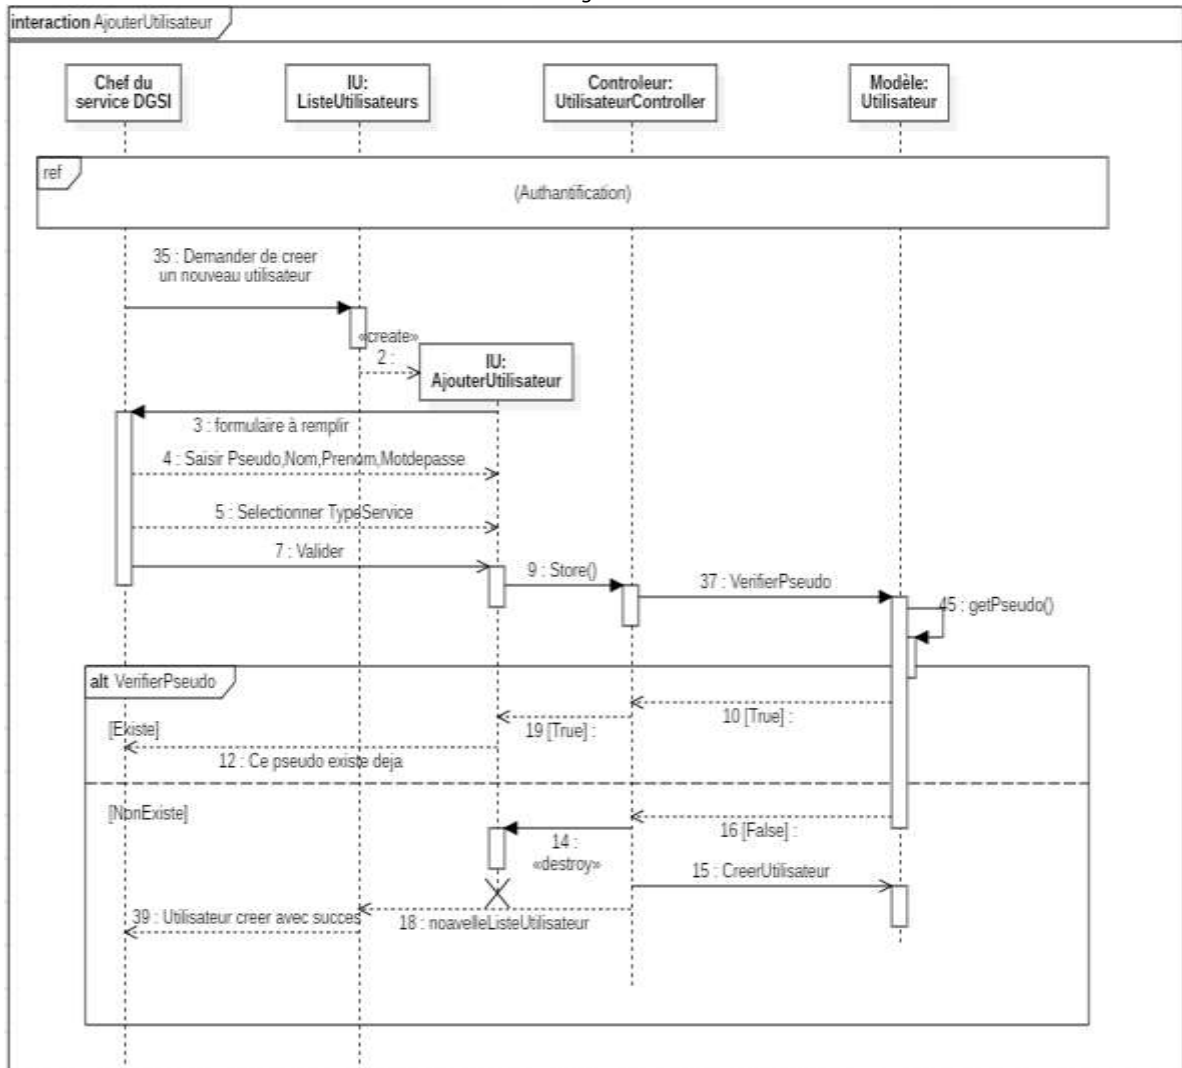 interaction AjouterUtilisateur
Chef du
service DGSI
IU:
ListeUtilisateurs
Controleur:
UtilisateurController
Modèle:
Utilisateur
ref
(Authantification)
35 : Demander de creer
un nouveau utilisateur
«create»
2 :
IU:
AjouterUtilisateur
3 : formulaire à remplir
4 : Saisir Pseudo,Nom,Prenom,Motdepasse
5 : Selectionner TypeService
7 : Valider
9 : Store()
37 : VerifierPseudo
45 : getPseudo()
alt VerifierPseudo
10 [True] :
19 [True] :
[Existe]
12 : Ce pseudo existe deja
[NonExiste]
16 [False] :
14 :
«destroy»
15 : CreerUtilisateur
39 : Utilisateur creer avec succes
18 : noavelleListeUtilisateur